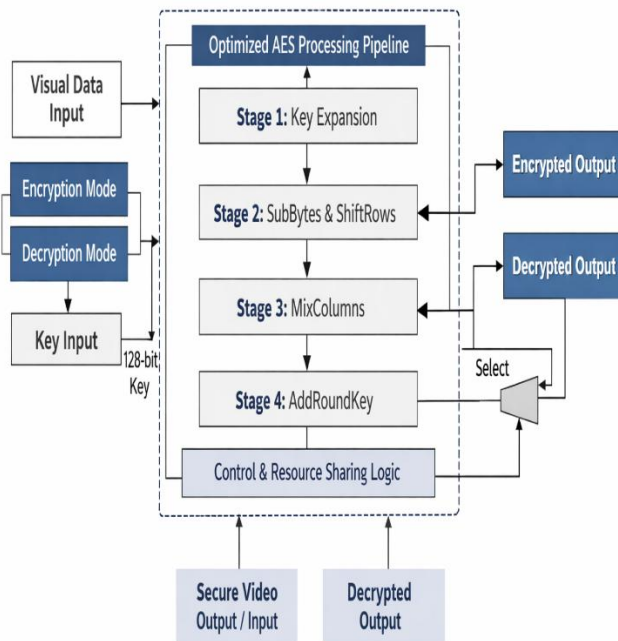 Optimized AES Processing Pipeline
Visual Data
Input
Stage 1: Key Expansion
Encryption Mode
Decryption Mode
Key Input
128-bit
Key
Stage 2: SubBytes & ShiftRows
Encrypted Output
Stage 3: MixColumns
Decrypted Output
Select
Stage 4: AddRoundKey
Control & Resource Sharing Logic
Secure Video
Output / Input
Decrypted
Output